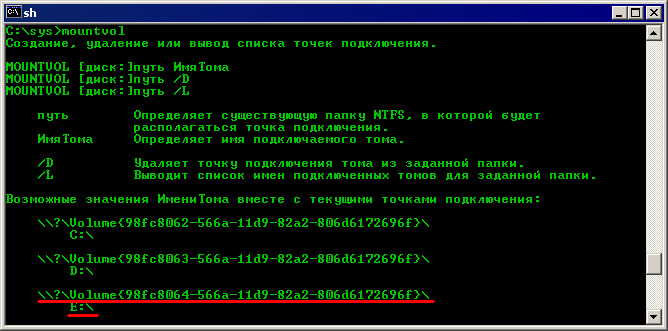 sh
C:\sys>mountvol
Создание, удаление или вывод списка точек подключения.
MOUNTVOL [диск:]путь ИмяТома
MOUNTVOL [диск:]путь /D
MOUNTVOL [диск:]путь /L
путь Определяет существующую папку NTFS, в которой будет
располагаться точка подключения.
ИмяТома Определяет имя подключаемого тома.
/D Удаляет точку подключения тома из заданной папки.
/L Выводит список имен подключенных томов для заданной папки.
Возможные значения ИмениТома вместе с текущими точками подключения:
\\?\Volume{98fc8062-566a-11d9-82a2-806d6172696f}\
C:\
\\?\Volume{98fc8063-566a-11d9-82a2-806d6172696f}\
D:\
\\?\Volume{98fc8064-566a-11d9-82a2-806d6172696f}\
E:\